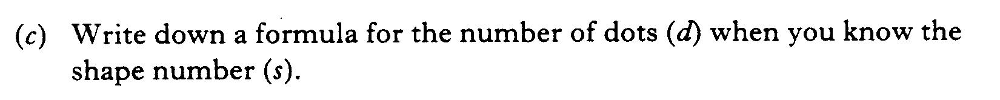 (c) Write down a formula for the number of dots (d) when you know the
shape number (s).